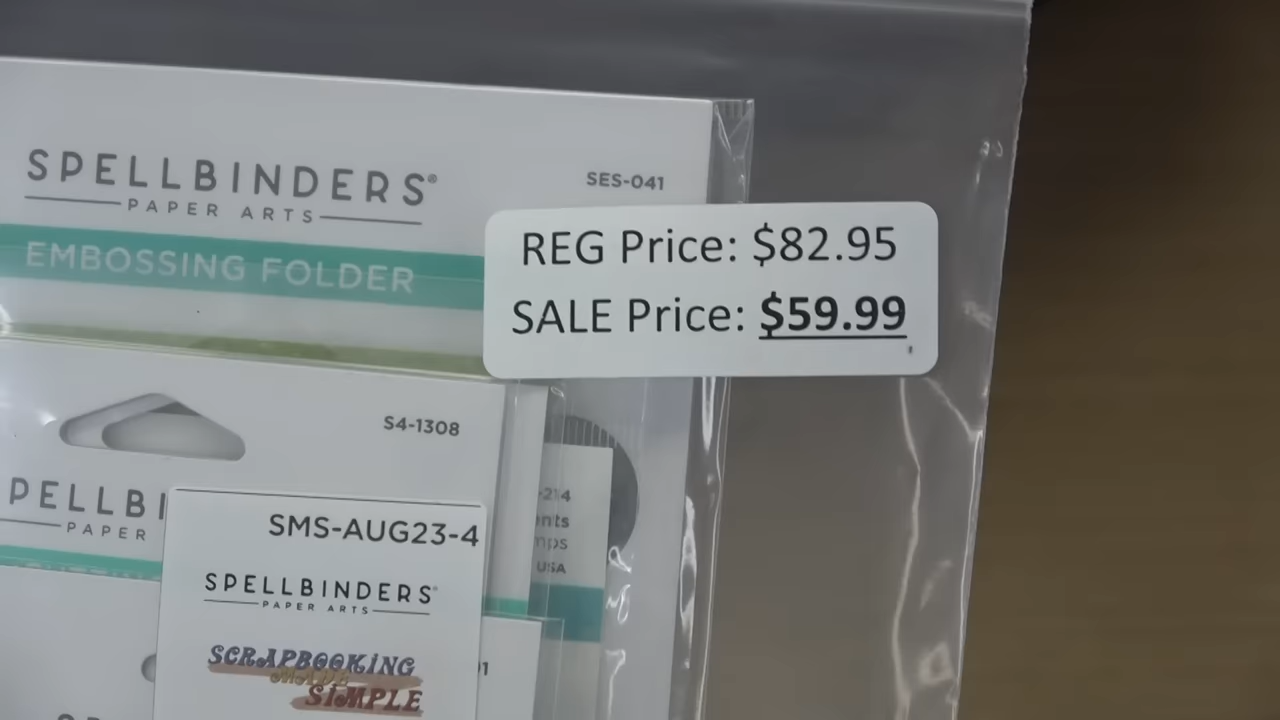 SPELLBINDERS®
PAPER ARTS
SES-041
EMBOSSING FOLDER
REG Price: $82.95
SALE Price: $59.99
S4-1308
PELLBI
PAPER
-214
nts
mps
USA
SMS-AUG23-4
SPELLBINDERS®
PAPER ARTS
SCRAPBOOKING
MADE
SIMPLE